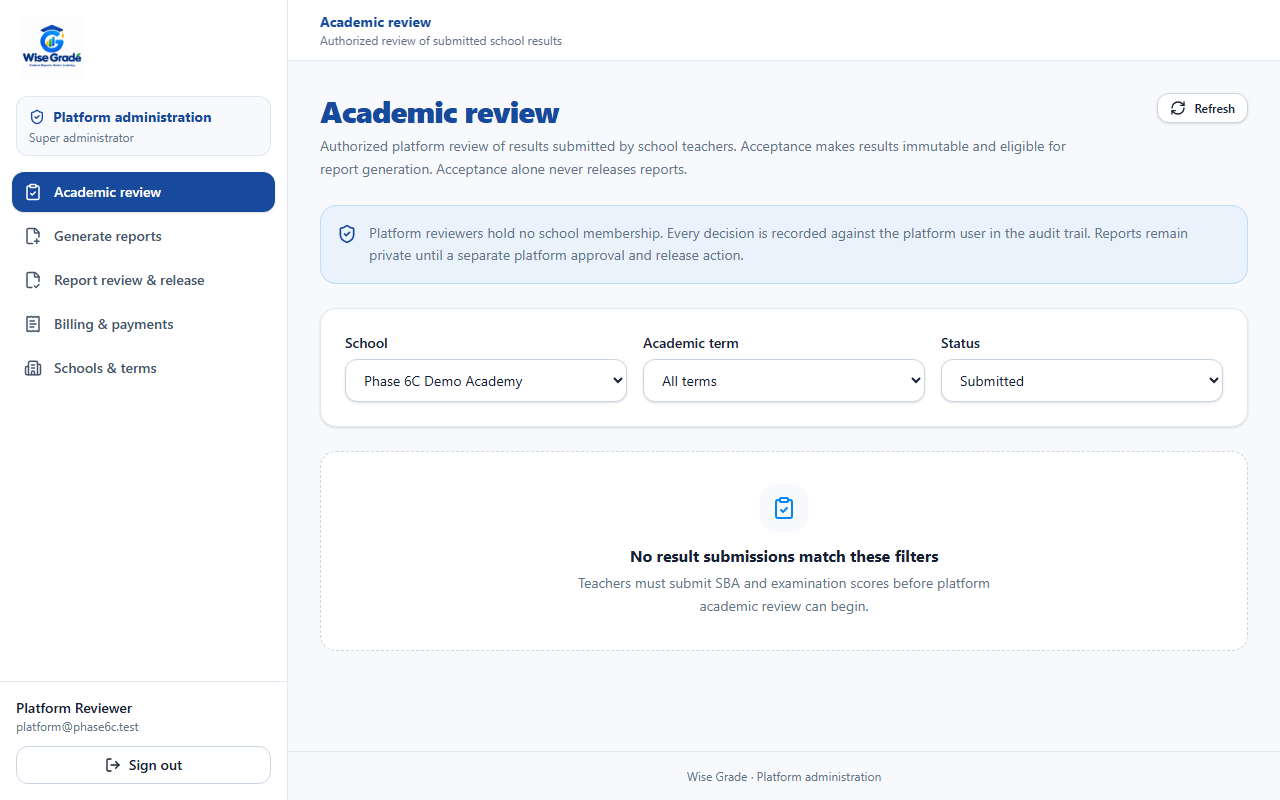 Wise Gradé
Platform administration
Super administrator
Academic review
Generate reports
Report review & release
Billing & payments
Schools & terms
Platform Reviewer
platform@phase6c.test
Sign out
Academic review
Authorized review of submitted school results
Academic review
Refresh
Authorized platform review of results submitted by school teachers. Acceptance makes results immutable and eligible for
report generation. Acceptance alone never releases reports.
Platform reviewers hold no school membership. Every decision is recorded against the platform user in the audit trail. Reports remain
private until a separate platform approval and release action.
School
Academic term
Status
Phase 6C Demo Academy
All terms
Submitted
No result submissions match these filters
Teachers must submit SBA and examination scores before platform
academic review can begin.
Wise Grade · Platform administration